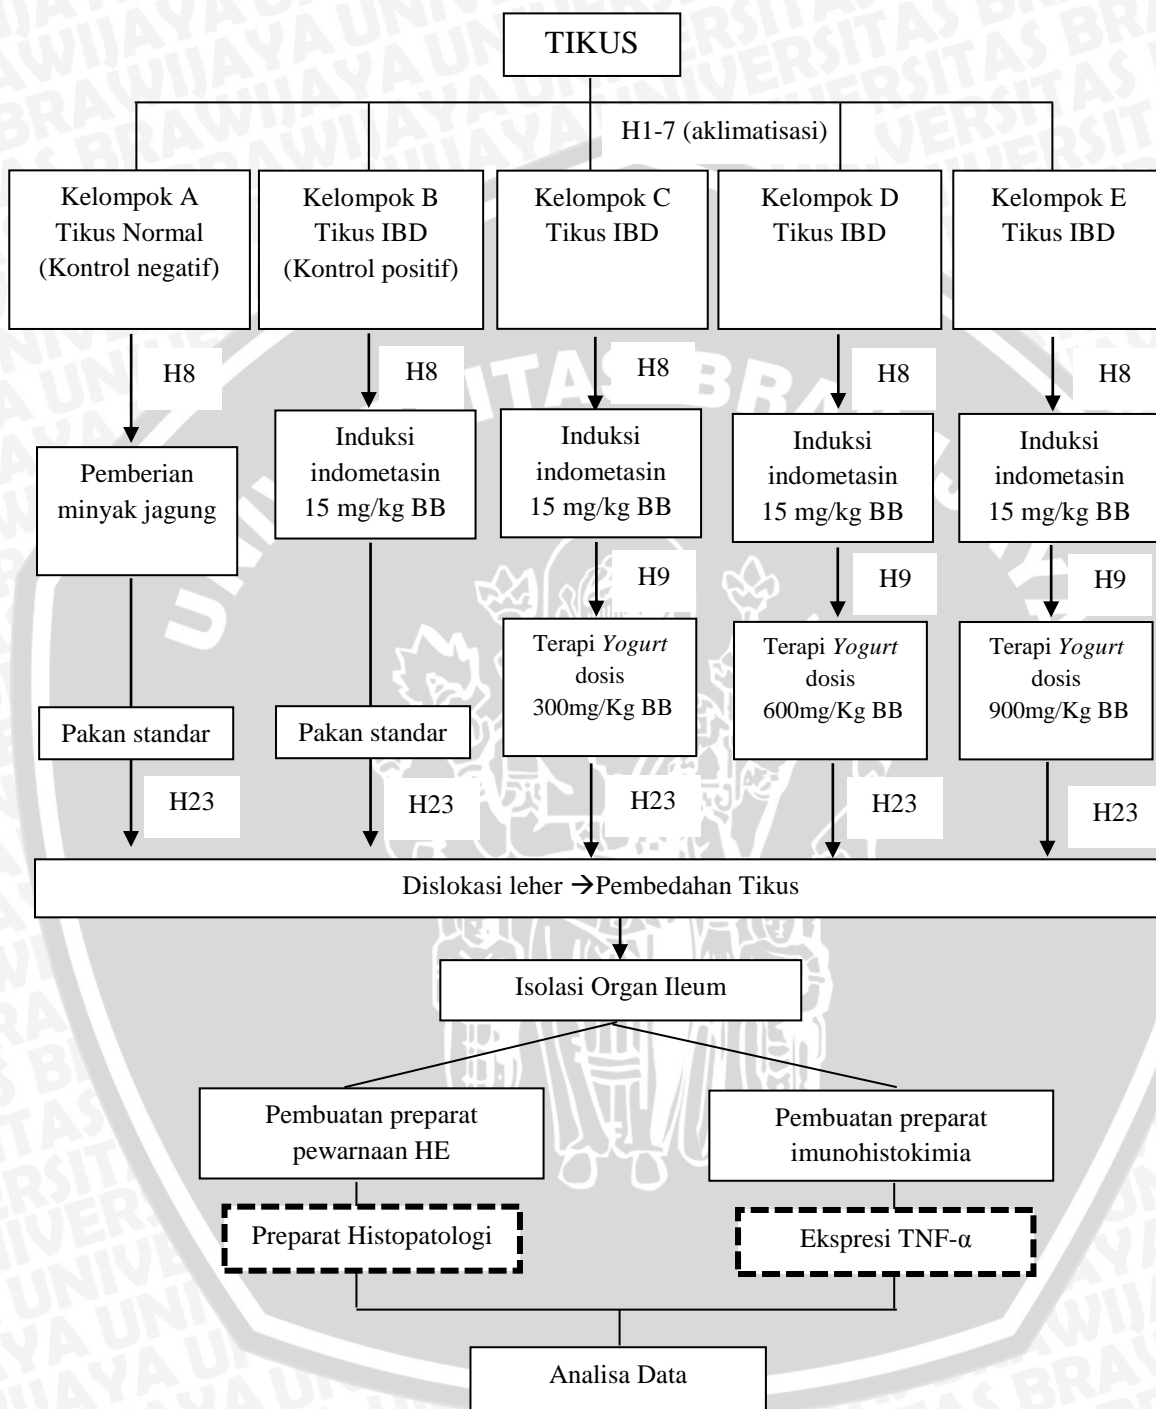 TIKUS
H1-7 (aklimatisasi)
Kelompok A
Tikus Normal
(Kontrol negatif)
Kelompok B
Tikus IBD
(Kontrol positif)
Kelompok C
Tikus IBD
Kelompok D
Tikus IBD
Kelompok E
Tikus IBD
H8
H8
H8
H8
H8
Pemberian
minyak jagung
Induksi
indometasin
15 mg/kg BB
Induksi
indometasin
15 mg/kg BB
Induksi
indometasin
15 mg/kg BB
Induksi
indometasin
15 mg/kg BB
H9
H9
H9
Pakan standar
Pakan standar
Terapi Yogurt
dosis
300mg/Kg BB
Terapi Yogurt
dosis
600mg/Kg BB
Terapi Yogurt
dosis
900mg/Kg BB
H23
H23
H23
H23
H23
Dislokasi leher →Pembedahan Tikus
Isolasi Organ Ileum
Pembuatan preparat
pewarnaan HE
Pembuatan preparat
imunohistokimia
Preparat Histopatologi
Ekspresi TNF-α
Analisa Data